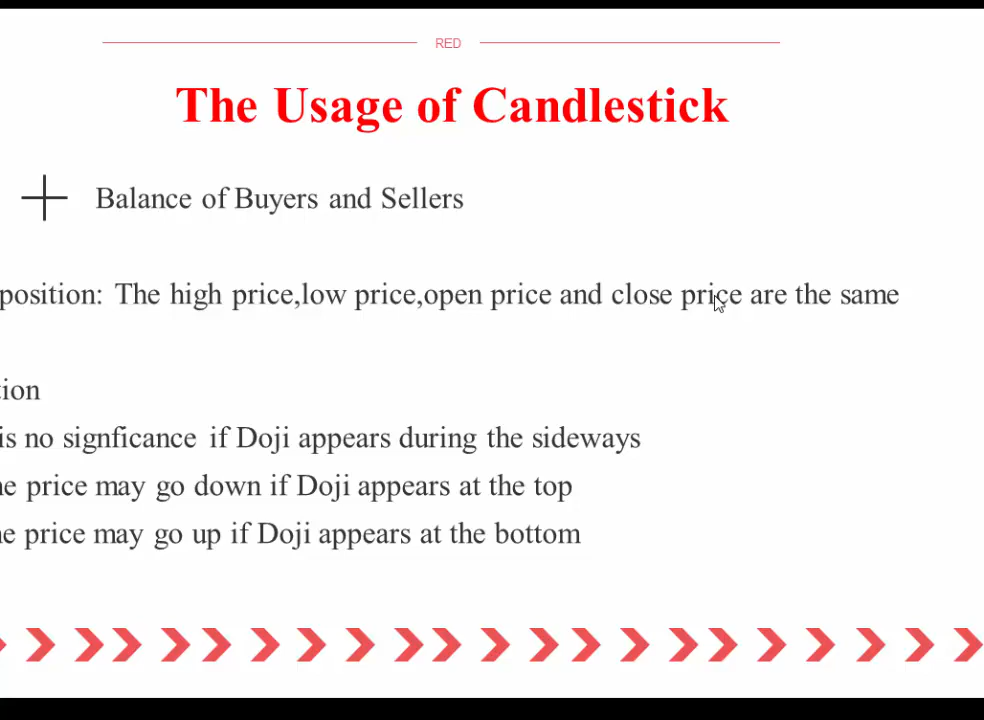 RED
The Usage of Candlestick
Balance of Buyers and Sellers
position: The high price,low price,open price and close price are the same
tion
is no signficance if Doji appears during the sideways
he price may go down if Doji appears at the top
he price may go up if Doji appears at the bottom